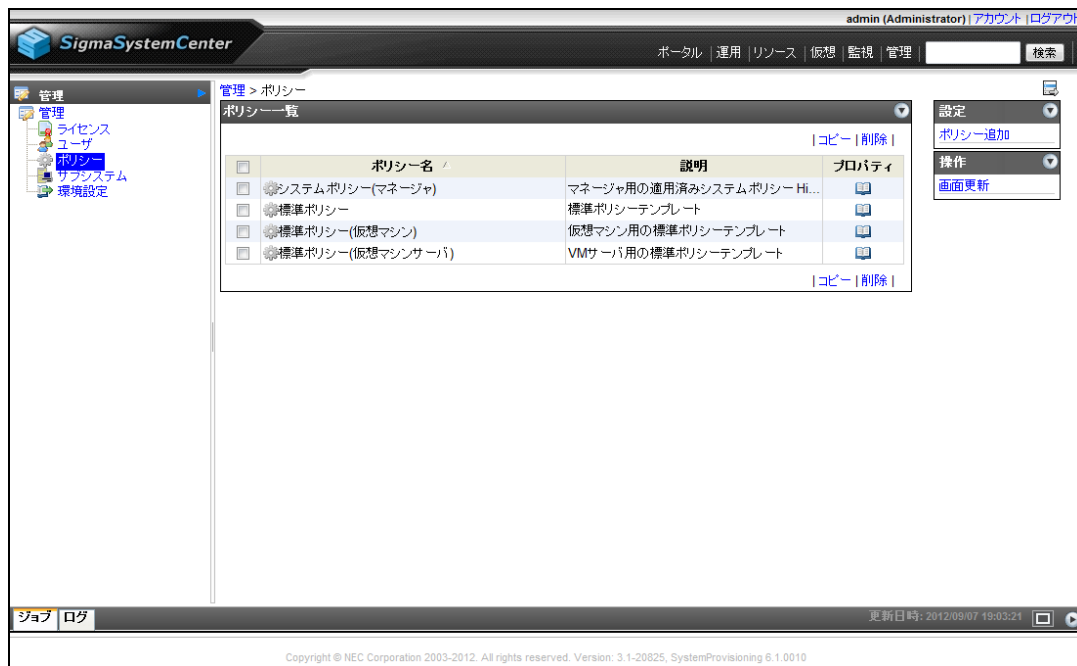 admin (Administrator) | アカウント | ログアウト
SigmaSystemCenter
ポータル | 運用 | リソース | 仮想 | 監視 | 管理 | 検索
管理
管理
ライセンス
ユーザ
ポリシー
サブシステム
環境設定
管理 > ポリシー
ポリシー一覧
| コピー | 削除 |
ポリシー名 説明 プロパティ
システムポリシー(マネージャ) マネージャ用の適用済みシステムポリシー Hi...
標準ポリシー 標準ポリシーテンプレート
標準ポリシー(仮想マシン) 仮想マシン用の標準ポリシーテンプレート
標準ポリシー(仮想マシンサーバ) VMサーバ用の標準ポリシーテンプレート
| コピー | 削除 |
設定
ポリシー追加
操作
画面更新
ジョブ ログ
更新日時: 2012/09/07 19:03:21
Copyright © NEC Corporation 2003-2012. All rights reserved. Version: 3.1-20825, SystemProvisioning 6.1.0010